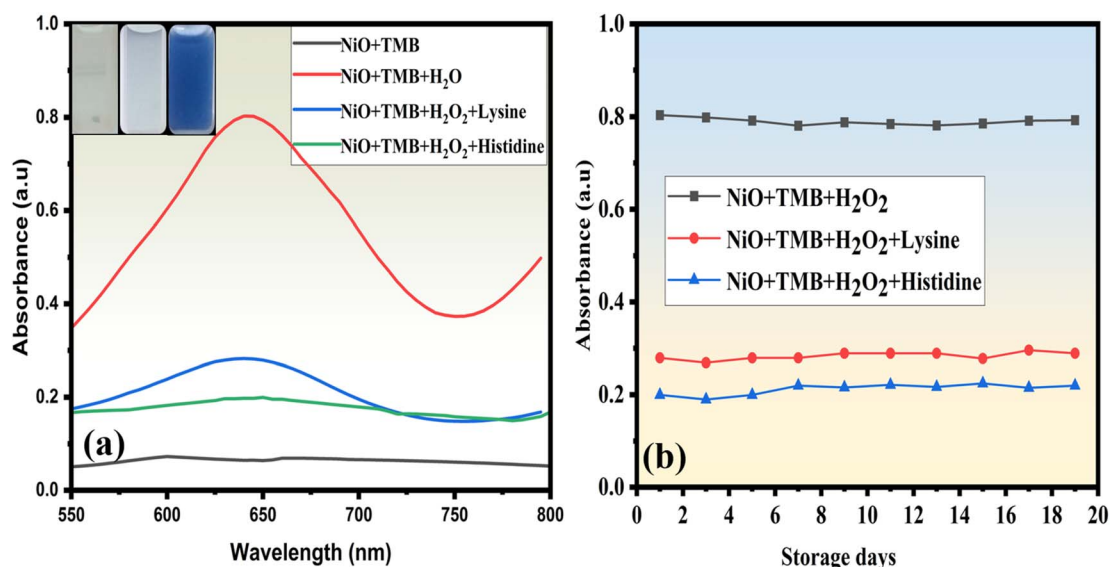 1.0
0.8
0.6
0.4
0.2
0.0
Absorbance (a.u)
NiO+TMB
NiO+TMB+H₂O
NiO+TMB+H₂O₂+Lysine
NiO+TMB+H₂O₂+Histidine
(a)
550 600 650 700 750 800
Wavelength (nm)
1.0
0.8
0.6
0.4
0.2
0.0
Absorbance (a.u)
NiO+TMB+H₂O₂
NiO+TMB+H₂O₂+Lysine
NiO+TMB+H₂O₂+Histidine
(b)
0 2 4 6 8 10 12 14 16 18 20
Storage days